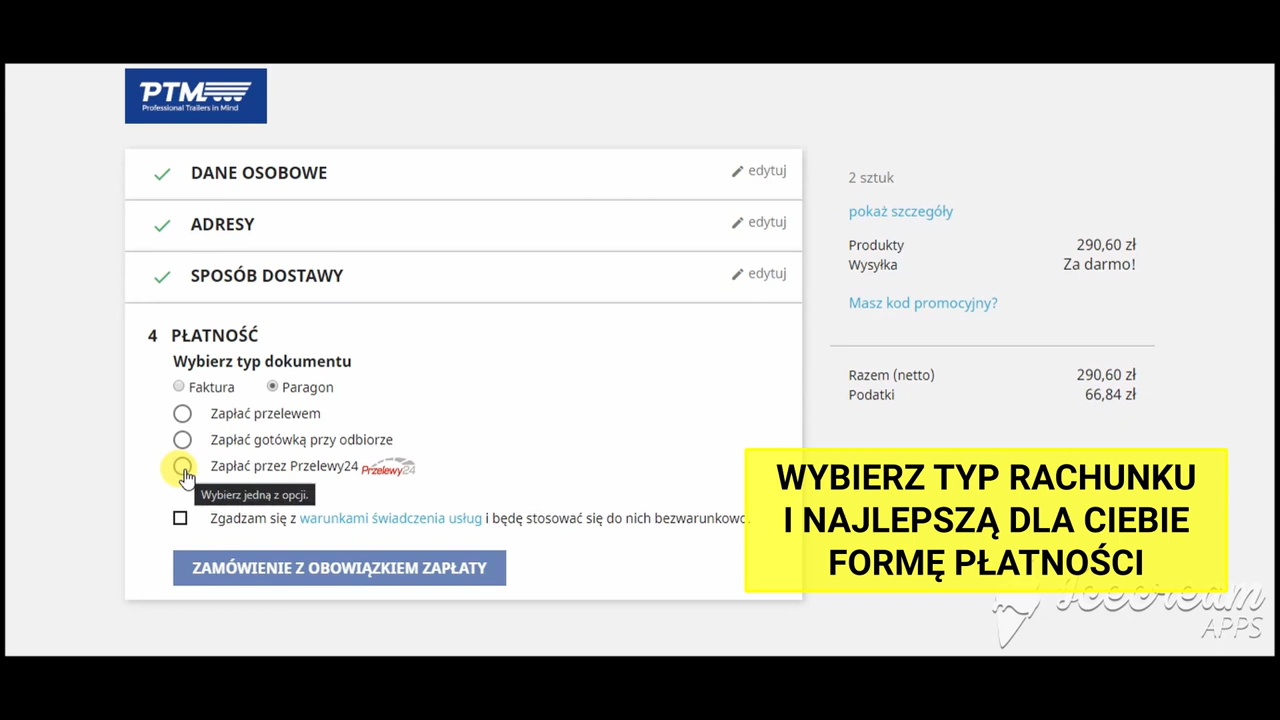 PTM
Professional Trailers in Mind
DANE OSOBOWE
edytuj
ADRESY
edytuj
SPOSÓB DOSTAWY
edytuj
4 PŁATNOŚĆ
Wybierz typ dokumentu
Faktura Paragon
Zapłać przelewem
Zapłać gotówką przy odbiorze
Zapłać przez Przelewy24 Przelewy24
Wybierz jedną z opcji.
Zgadzam się z warunkami świadczenia usług i będę stosować się do nich bezwarunkowo.
ZAMÓWIENIE Z OBOWIĄZKIEM ZAPŁATY
2 sztuk
pokaż szczegóły
Produkty 290,60 zł
Wysyłka Za darmo!
Masz kod promocyjny?
Razem (netto) 290,60 zł
Podatki 66,84 zł
WYBIERZ TYP RACHUNKU
I NAJLEPSZĄ DLA CIEBIE
FORMĘ PŁATNOŚCI
Icecream
APPS